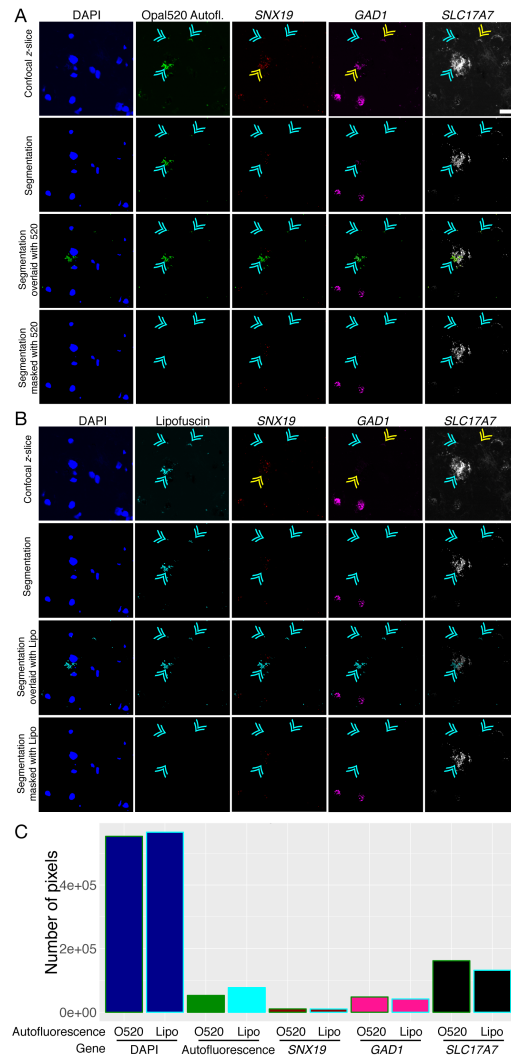 A
DAPI Opal520 Autofl. SNX19 GAD1 SLC17A7
Confocal z-slice
Segmentation
Segmentation
overlaid with 520
Segmentation
masked with 520
B
DAPI Lipofuscin SNX19 GAD1 SLC17A7
Confocal z-slice
Segmentation
Segmentation
overlaid with Lipo
Segmentation
masked with Lipo
C
Number of pixels
4e+05
2e+05
0e+00
Autofluorescence O520 Lipo O520 Lipo O520 Lipo O520 Lipo O520 Lipo
Gene DAPI Autofluorescence SNX19 GAD1 SLC17A7